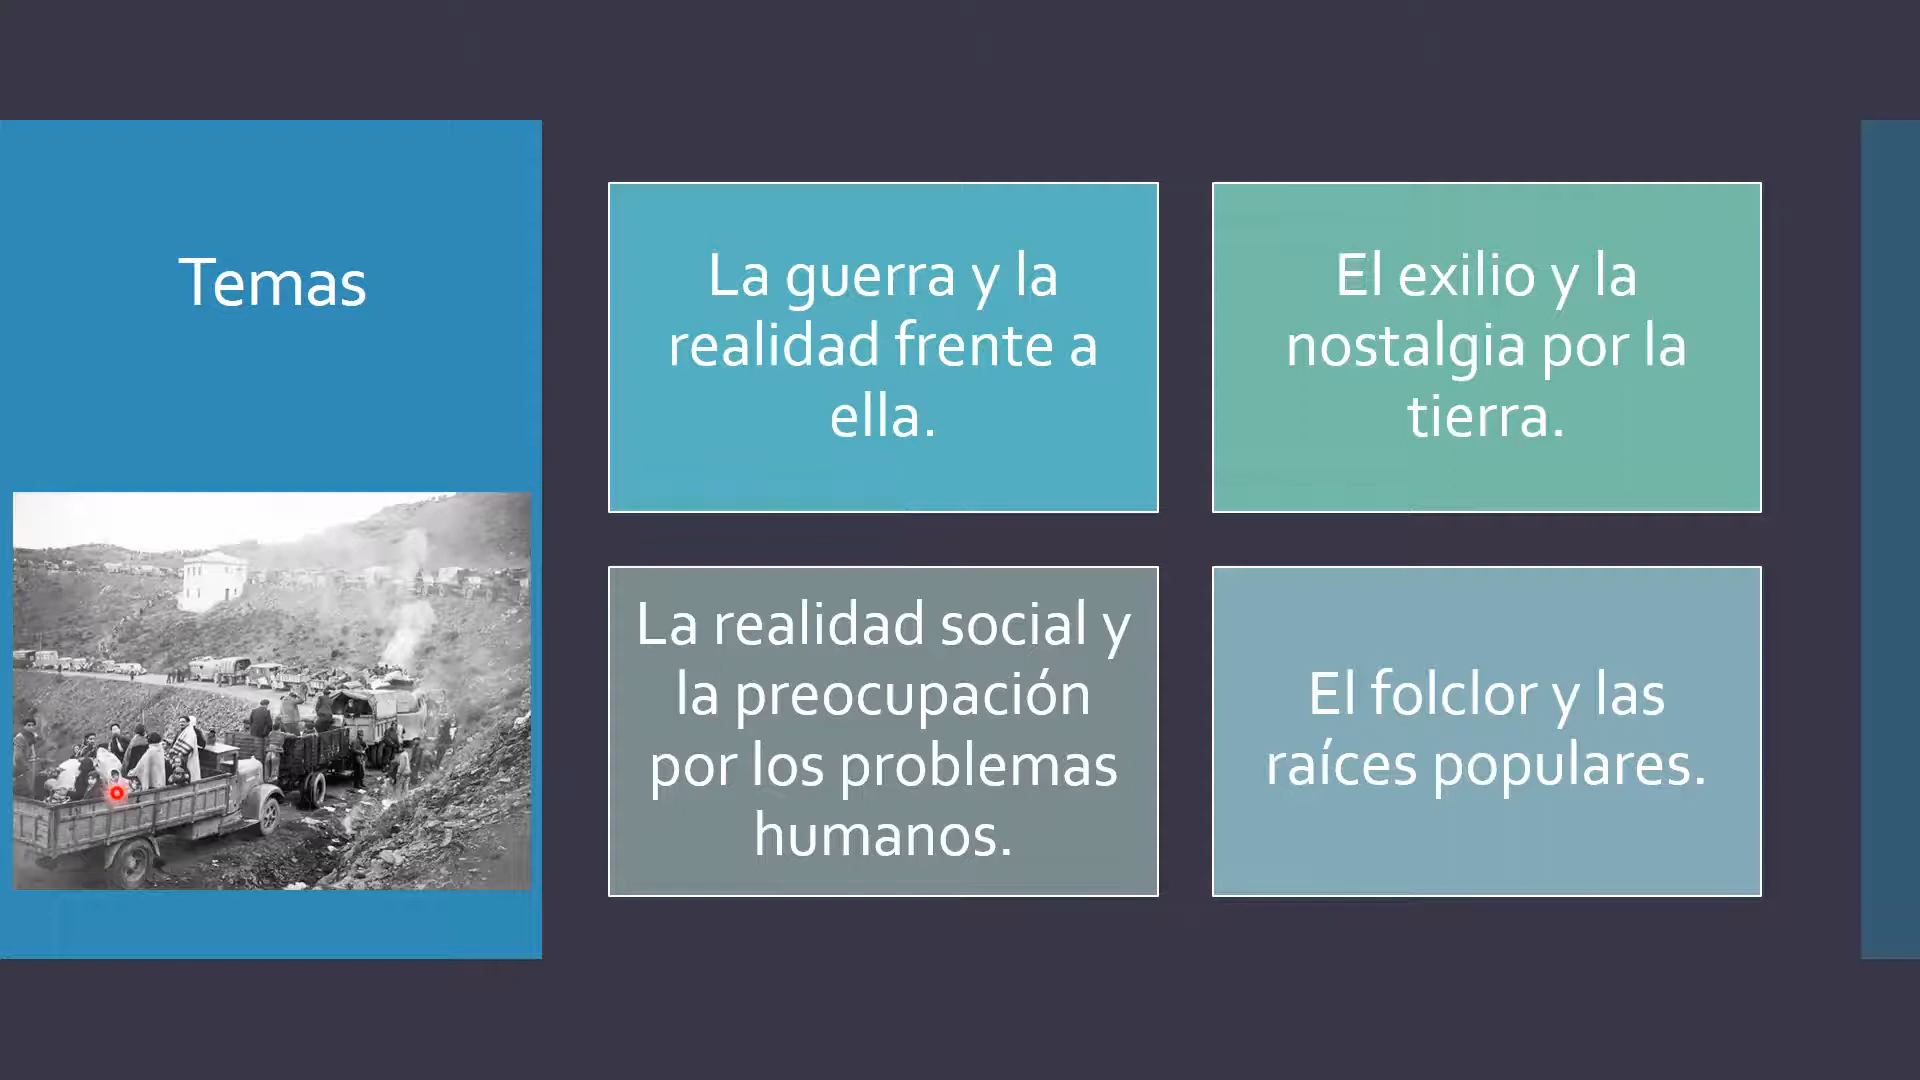 Temas
La guerra y la
realidad frente a
ella.
El exilio y la
nostalgia por la
tierra.
La realidad social y
la preocupación
por los problemas
humanos.
El folclor y las
raíces populares.